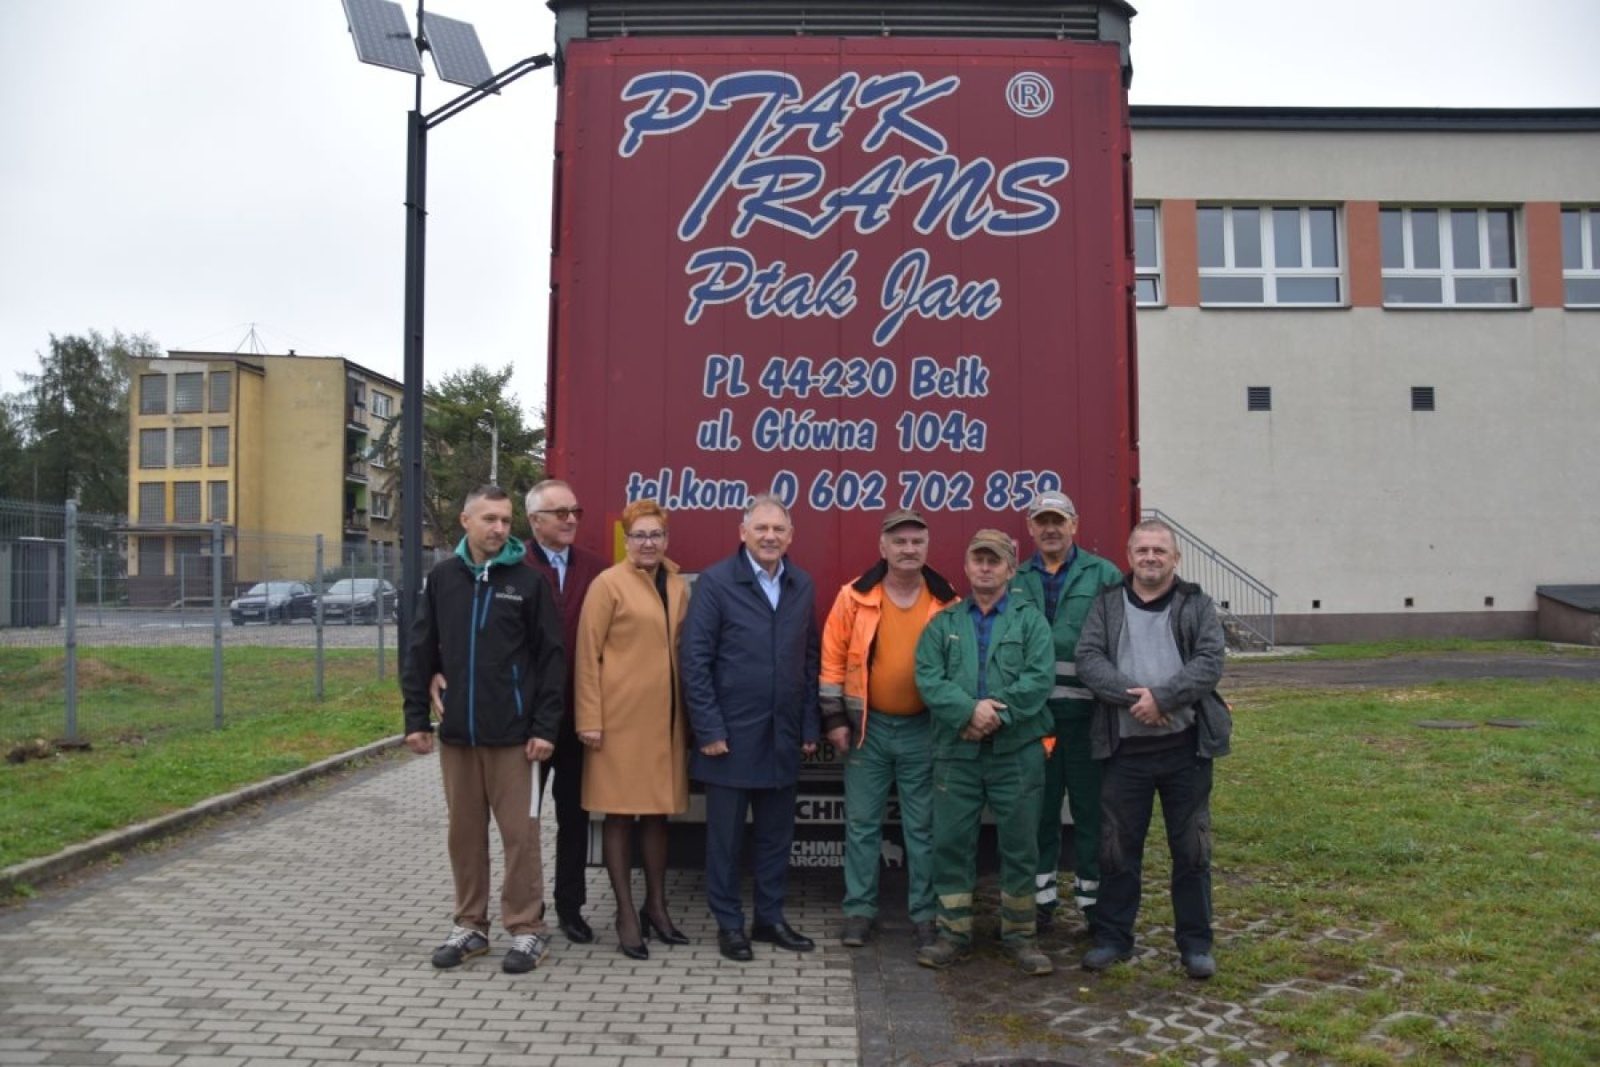 PTAK ®
TRANS
Ptak Jan
PL 44-230 Bełk
ul. Główna 104a
tel.kom. 0 602 702 859